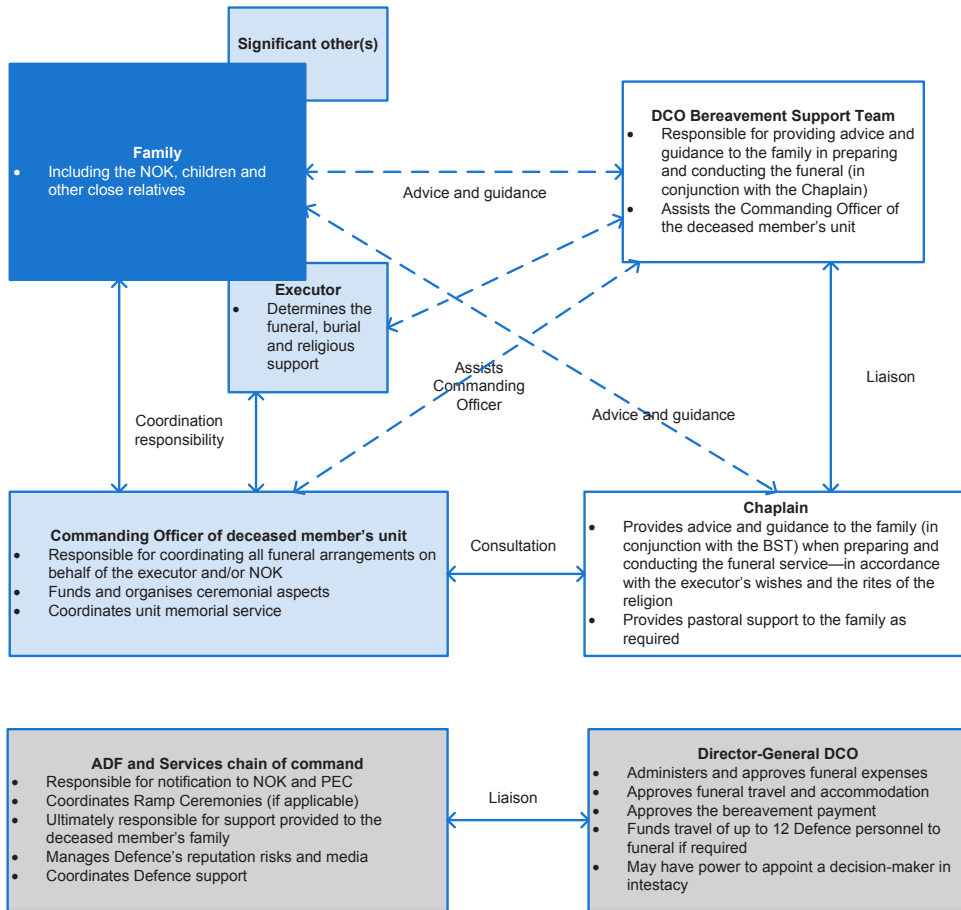 Significant other(s)
Family
• Including the NOK, children and
other close relatives
DCO Bereavement Support Team
• Responsible for providing advice and
guidance to the family in preparing
and conducting the funeral (in
conjunction with the Chaplain)
• Assists the Commanding Officer of
the deceased member's unit
Advice and guidance
Executor
• Determines the
funeral, burial
and religious
support
Assists
Commanding
Officer
Liaison
Advice and guidance
Coordination
responsibility
Commanding Officer of deceased member's unit
• Responsible for coordinating all funeral arrangements on
behalf of the executor and/or NOK
• Funds and organises ceremonial aspects
• Coordinates unit memorial service
Consultation
Chaplain
• Provides advice and guidance to the family (in
conjunction with the BST) when preparing and
conducting the funeral service—in accordance
with the executor's wishes and the rites of the
religion
• Provides pastoral support to the family as
required
ADF and Services chain of command
• Responsible for notification to NOK and PEC
• Coordinates Ramp Ceremonies (if applicable)
• Ultimately responsible for support provided to the
deceased member's family
• Manages Defence's reputation risks and media
• Coordinates Defence support
Liaison
Director-General DCO
• Administers and approves funeral expenses
• Approves funeral travel and accommodation
• Approves the bereavement payment
• Funds travel of up to 12 Defence personnel to
funeral if required
• May have power to appoint a decision-maker in
intestacy